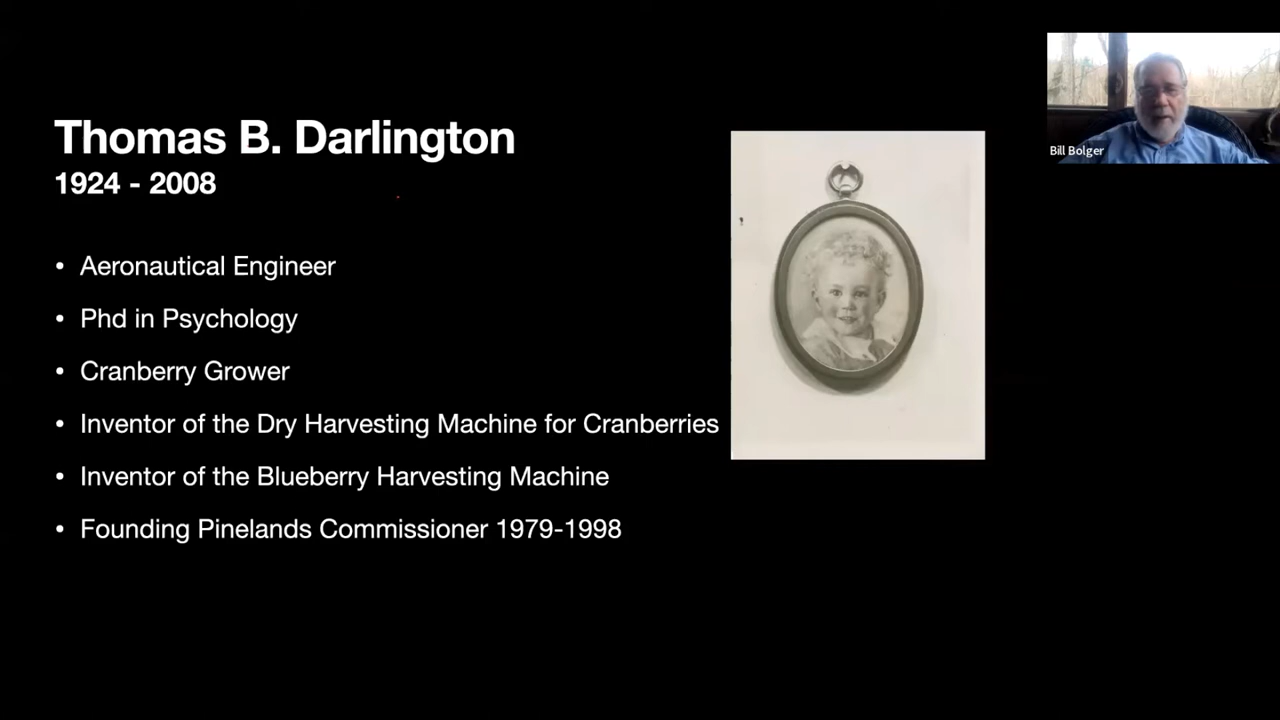 Thomas B. Darlington
1924 - 2008
• Aeronautical Engineer
• Phd in Psychology
• Cranberry Grower
• Inventor of the Dry Harvesting Machine for Cranberries
• Inventor of the Blueberry Harvesting Machine
• Founding Pinelands Commissioner 1979-1998
Bill Bolger